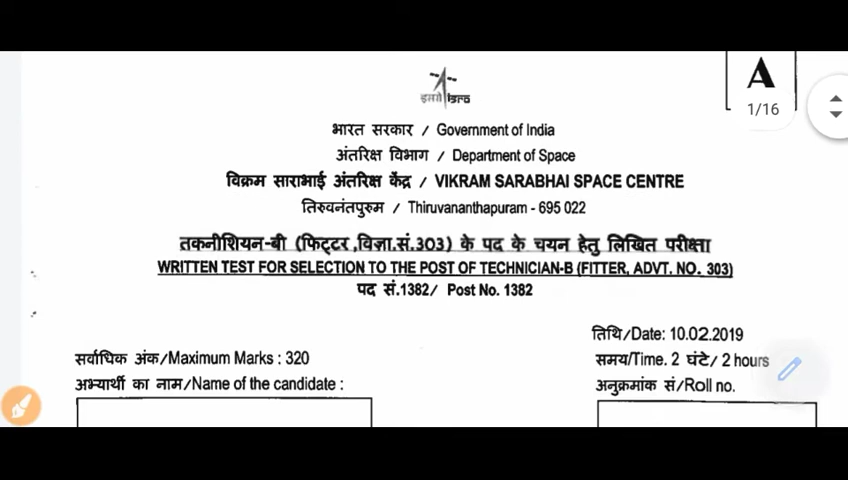 A
1/16
इसरो isro
भारत सरकार / Government of India
अंतरिक्ष विभाग / Department of Space
विक्रम साराभाई अंतरिक्ष केंद्र / VIKRAM SARABHAI SPACE CENTRE
तिरुवनंतपुरुम / Thiruvananthapuram - 695 022
तकनीशियन-बी (फिट्टर,विज्ञा.सं.303) के पद के चयन हेतु लिखित परीक्षा
WRITTEN TEST FOR SELECTION TO THE POST OF TECHNICIAN-B (FITTER, ADVT. NO. 303)
पद सं.1382/ Post No. 1382
तिथि/Date: 10.02.2019
सर्वाधिक अंक/Maximum Marks : 320
समय/Time. 2 घंटे/ 2 hours
अभ्यार्थी का नाम/Name of the candidate :
अनुक्रमांक सं/Roll no.